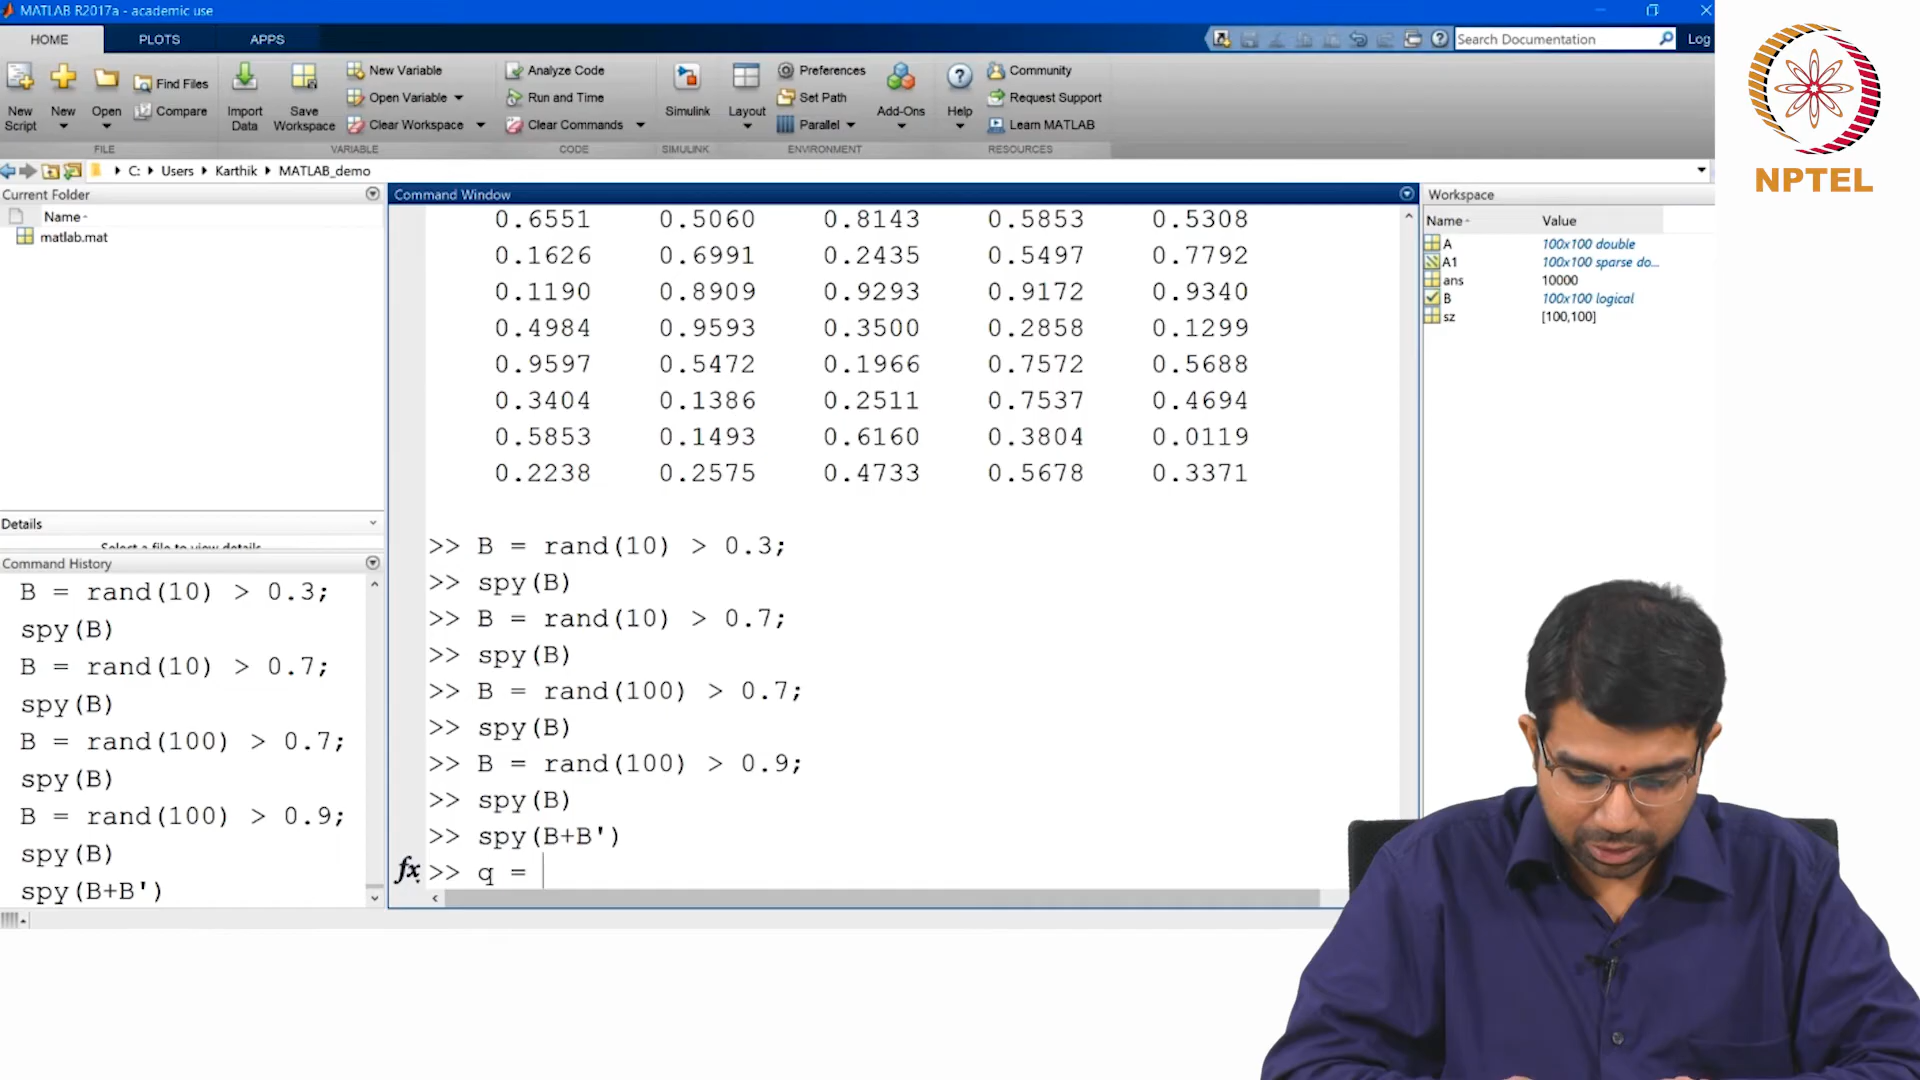 MATLAB R2017a - academic use
HOME PLOTS APPS
Search Documentation
Log
New Script
New
Open
Find Files
Compare
Import Data
Save Workspace
New Variable
Open Variable
Clear Workspace
Analyze Code
Run and Time
Clear Commands
Simulink
Layout
Preferences
Set Path
Parallel
Add-Ons
Help
Community
Request Support
Learn MATLAB
FILE VARIABLE CODE SIMULINK ENVIRONMENT RESOURCES
C: Users Karthik MATLAB_demo
NPTEL
Current Folder
Name
matlab.mat
Details
Select a file to view details
Command History
B = rand(10) > 0.3;
spy(B)
B = rand(10) > 0.7;
spy(B)
B = rand(100) > 0.7;
spy(B)
B = rand(100) > 0.9;
spy(B)
spy(B+B')
Command Window
0.6551 0.5060 0.8143 0.5853 0.5308
0.1626 0.6991 0.2435 0.5497 0.7792
0.1190 0.8909 0.9293 0.9172 0.9340
0.4984 0.9593 0.3500 0.2858 0.1299
0.9597 0.5472 0.1966 0.7572 0.5688
0.3404 0.1386 0.2511 0.7537 0.4694
0.5853 0.1493 0.6160 0.3804 0.0119
0.2238 0.2575 0.4733 0.5678 0.3371
>> B = rand(10) > 0.3;
>> spy(B)
>> B = rand(10) > 0.7;
>> spy(B)
>> B = rand(100) > 0.7;
>> spy(B)
>> B = rand(100) > 0.9;
>> spy(B)
>> spy(B+B')
fx >> q =
Workspace
Name Value
A 100x100 double
A1 100x100 sparse do...
ans 10000
B 100x100 logical
sz [100,100]